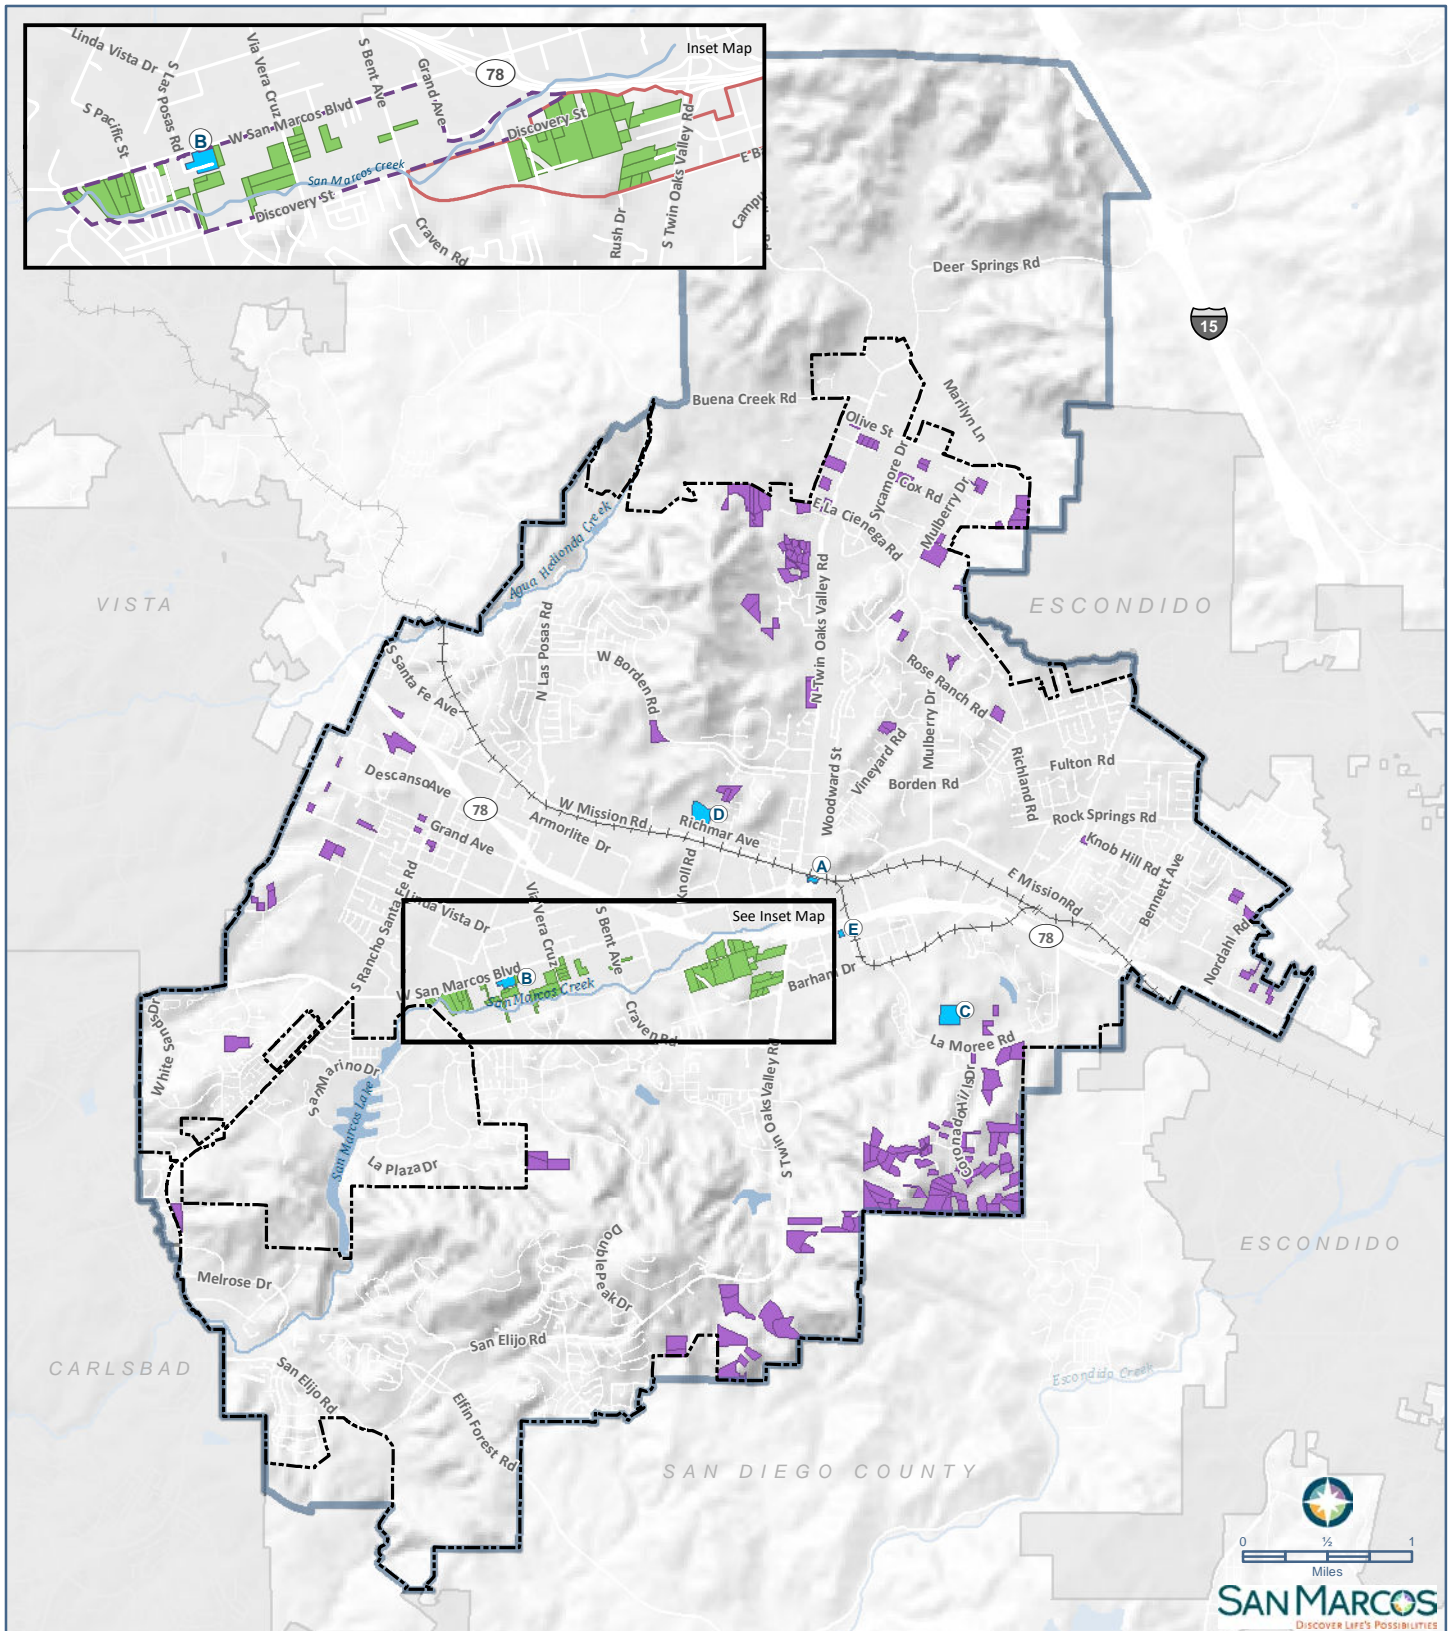 Inset Map
Linda Vista Dr
S Las Posas Rd
Via Vera Cruz
S Bent Ave
Grand Ave
78
S Pacific St
W San Marcos Blvd
B
Discovery St
San Marcos Creek
Discovery St
Craven Rd
Rush Dr
S Twin Oaks Valley Rd
E Ba
Campu
Rd
Deer Springs Rd
15
Buena Creek Rd
Marilyn Ln
Olive St
Sycamore Dr
Cox Rd
Mulberry Dr
E La Cienega Rd
Agua Hedionda Creek
VISTA
ESCONDIDO
N Las Posas Rd
S Santa Fe Ave
W Borden Rd
N Twin Oaks Valley Rd
Rose Ranch Rd
Mulberry Dr
Vineyard Rd
Woodward St
Borden Rd
Richland Rd
Fulton Rd
Rock Springs Rd
Descanso Ave
78
W Mission Rd
D
Richmar Ave
Armorlite Dr
Grand Ave
Knoll Rd
A
Knob Hill Rd
Bennett Ave
E Mission Rd
S Rancho Santa Fe Rd
Linda Vista Dr
Via Vera Cruz
S Bent Ave
See Inset Map
E
78
Nordahl Rd
W San Marcos Blvd
B
San Marcos Creek
Barham Dr
Craven Rd
C
La Moree Rd
White Sands Dr
San Marino Dr
San Marcos Lake
La Plaza Dr
S Twin Oaks Valley Rd
Coronado Hills Dr
Double Peak Dr
ESCONDIDO
Melrose Dr
San Elijo Rd
CARLSBAD
San Elijo Rd
Elfin Forest Rd
Escondido Creek
SAN DIEGO COUNTY
0 ½ 1
Miles
SAN MARCOS
DISCOVER LIFE'S POSSIBILITIES